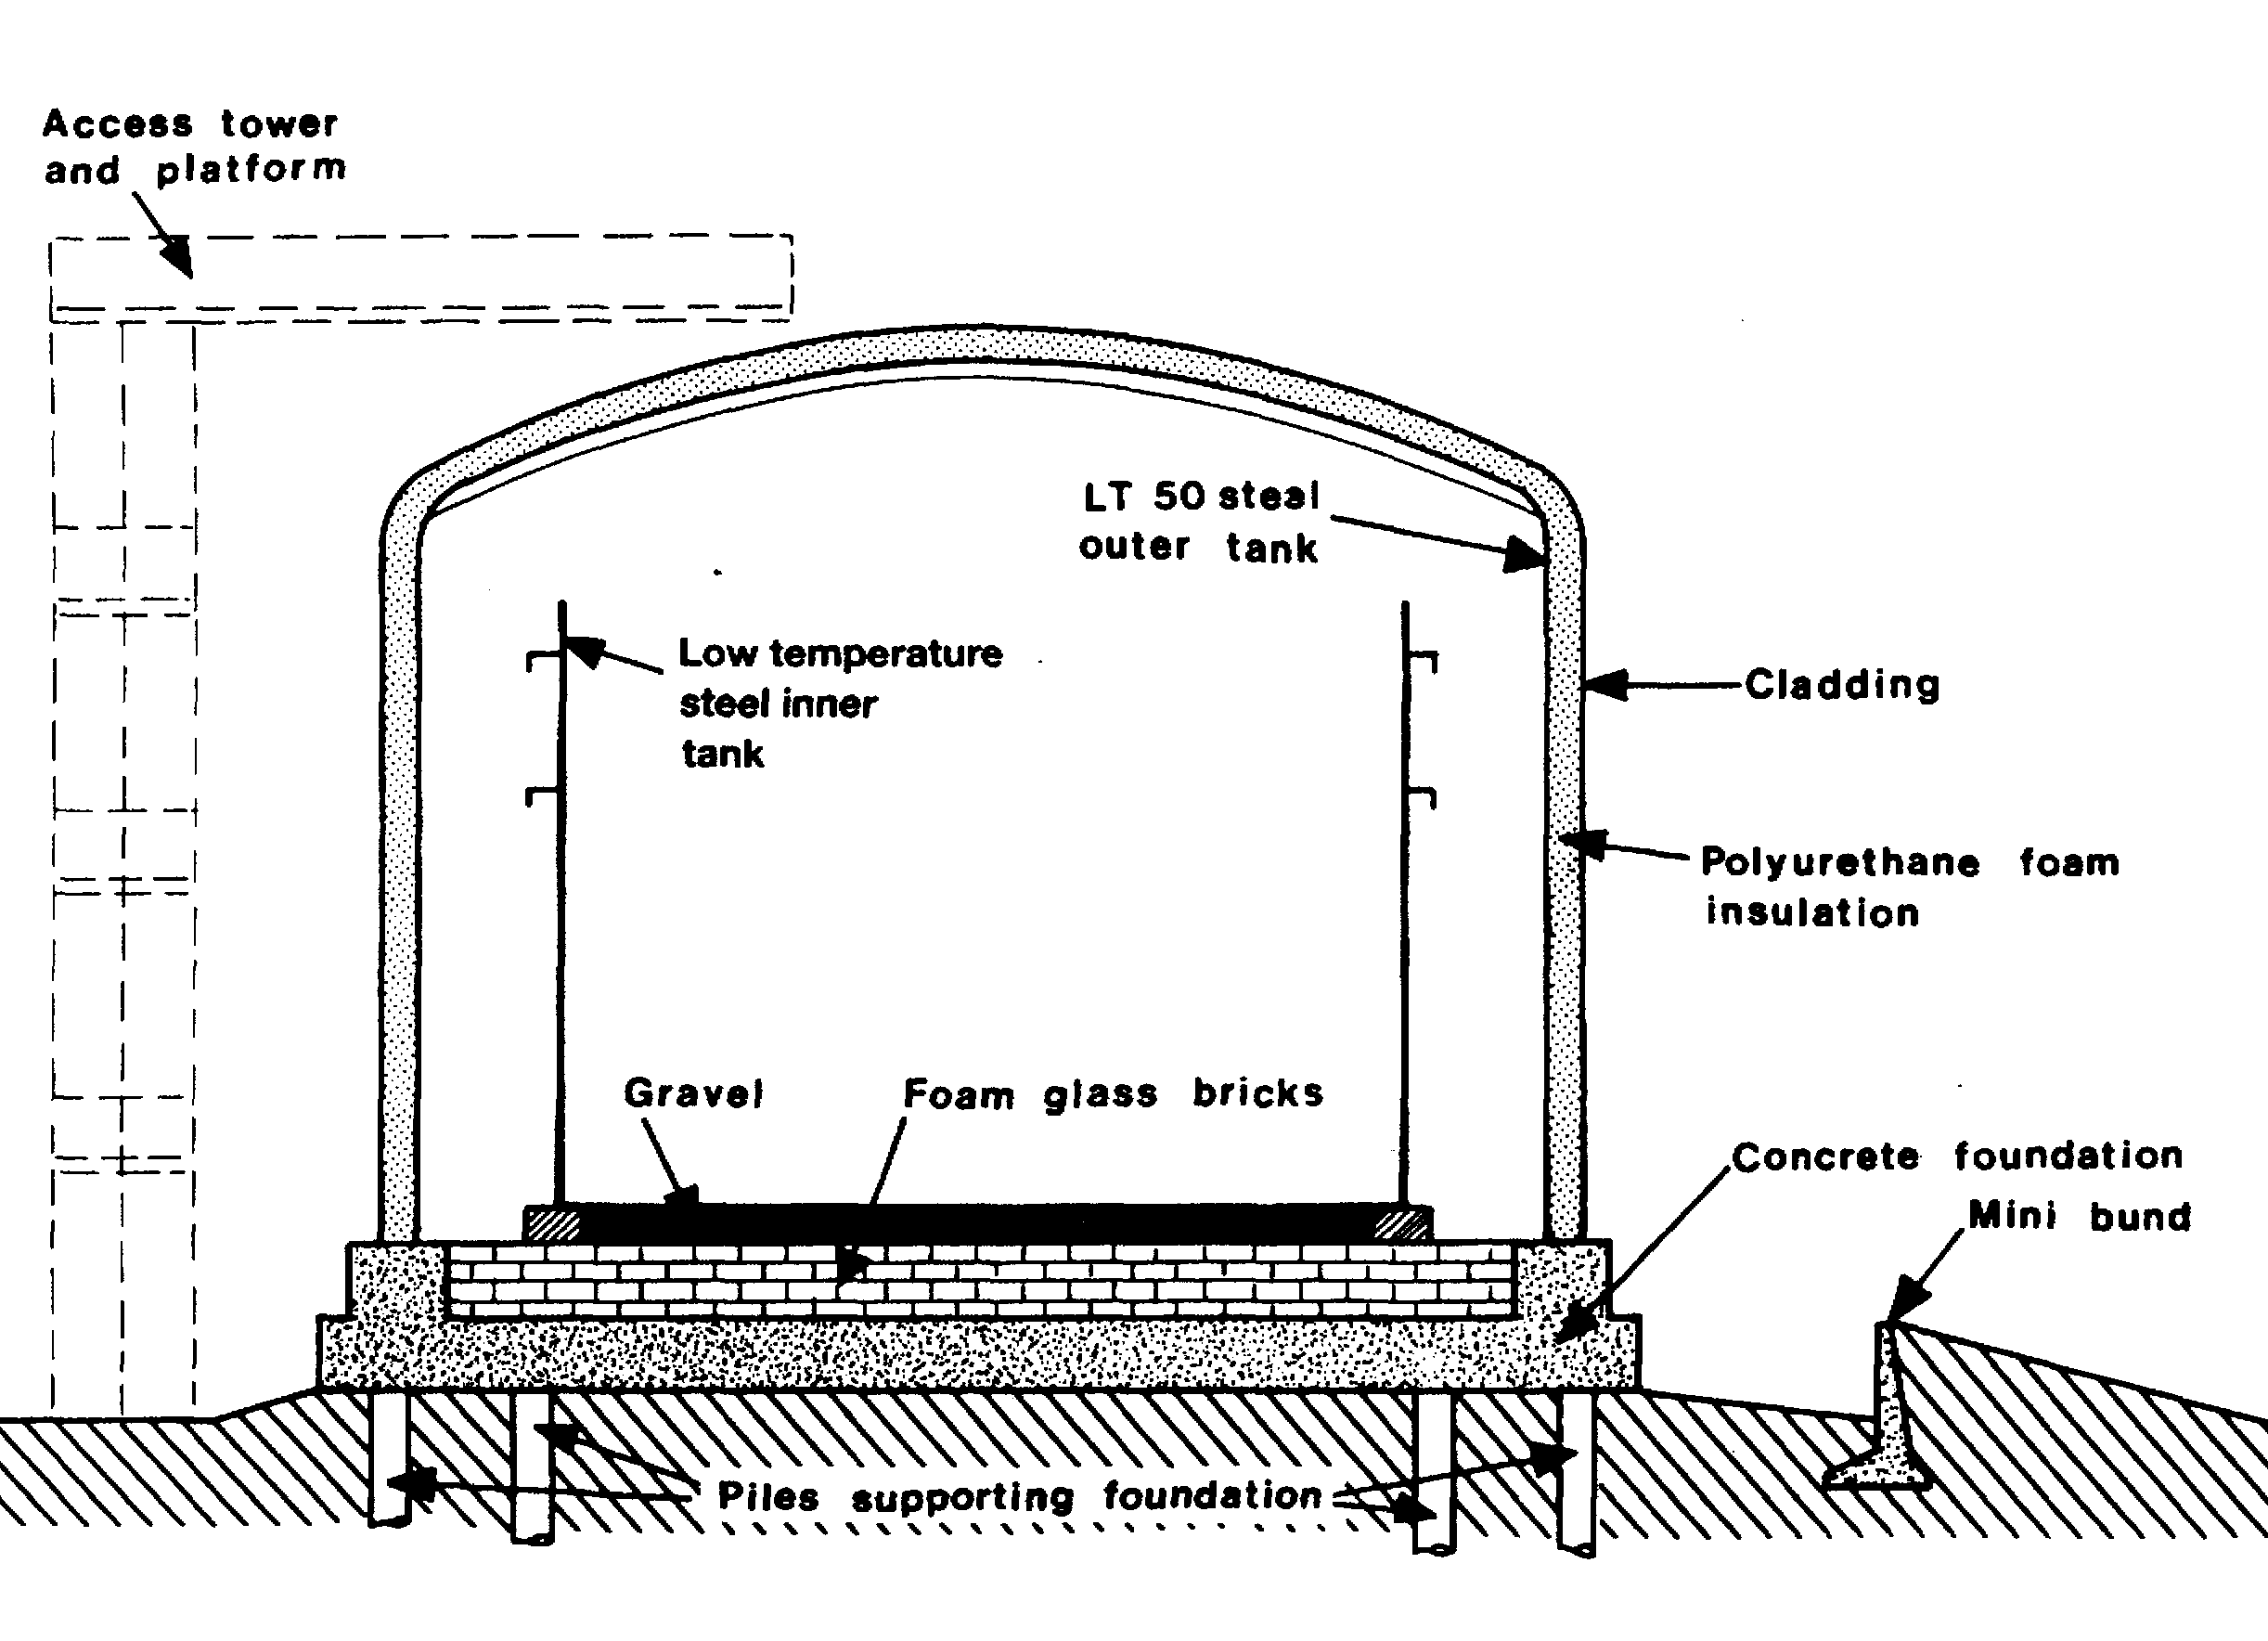 Access tower
and platform
LT 50 steal
outer tank
Low temperature
steel inner
tank
Cladding
Polyurethane foam
insulation
Gravel
Foam glass bricks
Concrete foundation
Mini bund
Piles supporting foundation